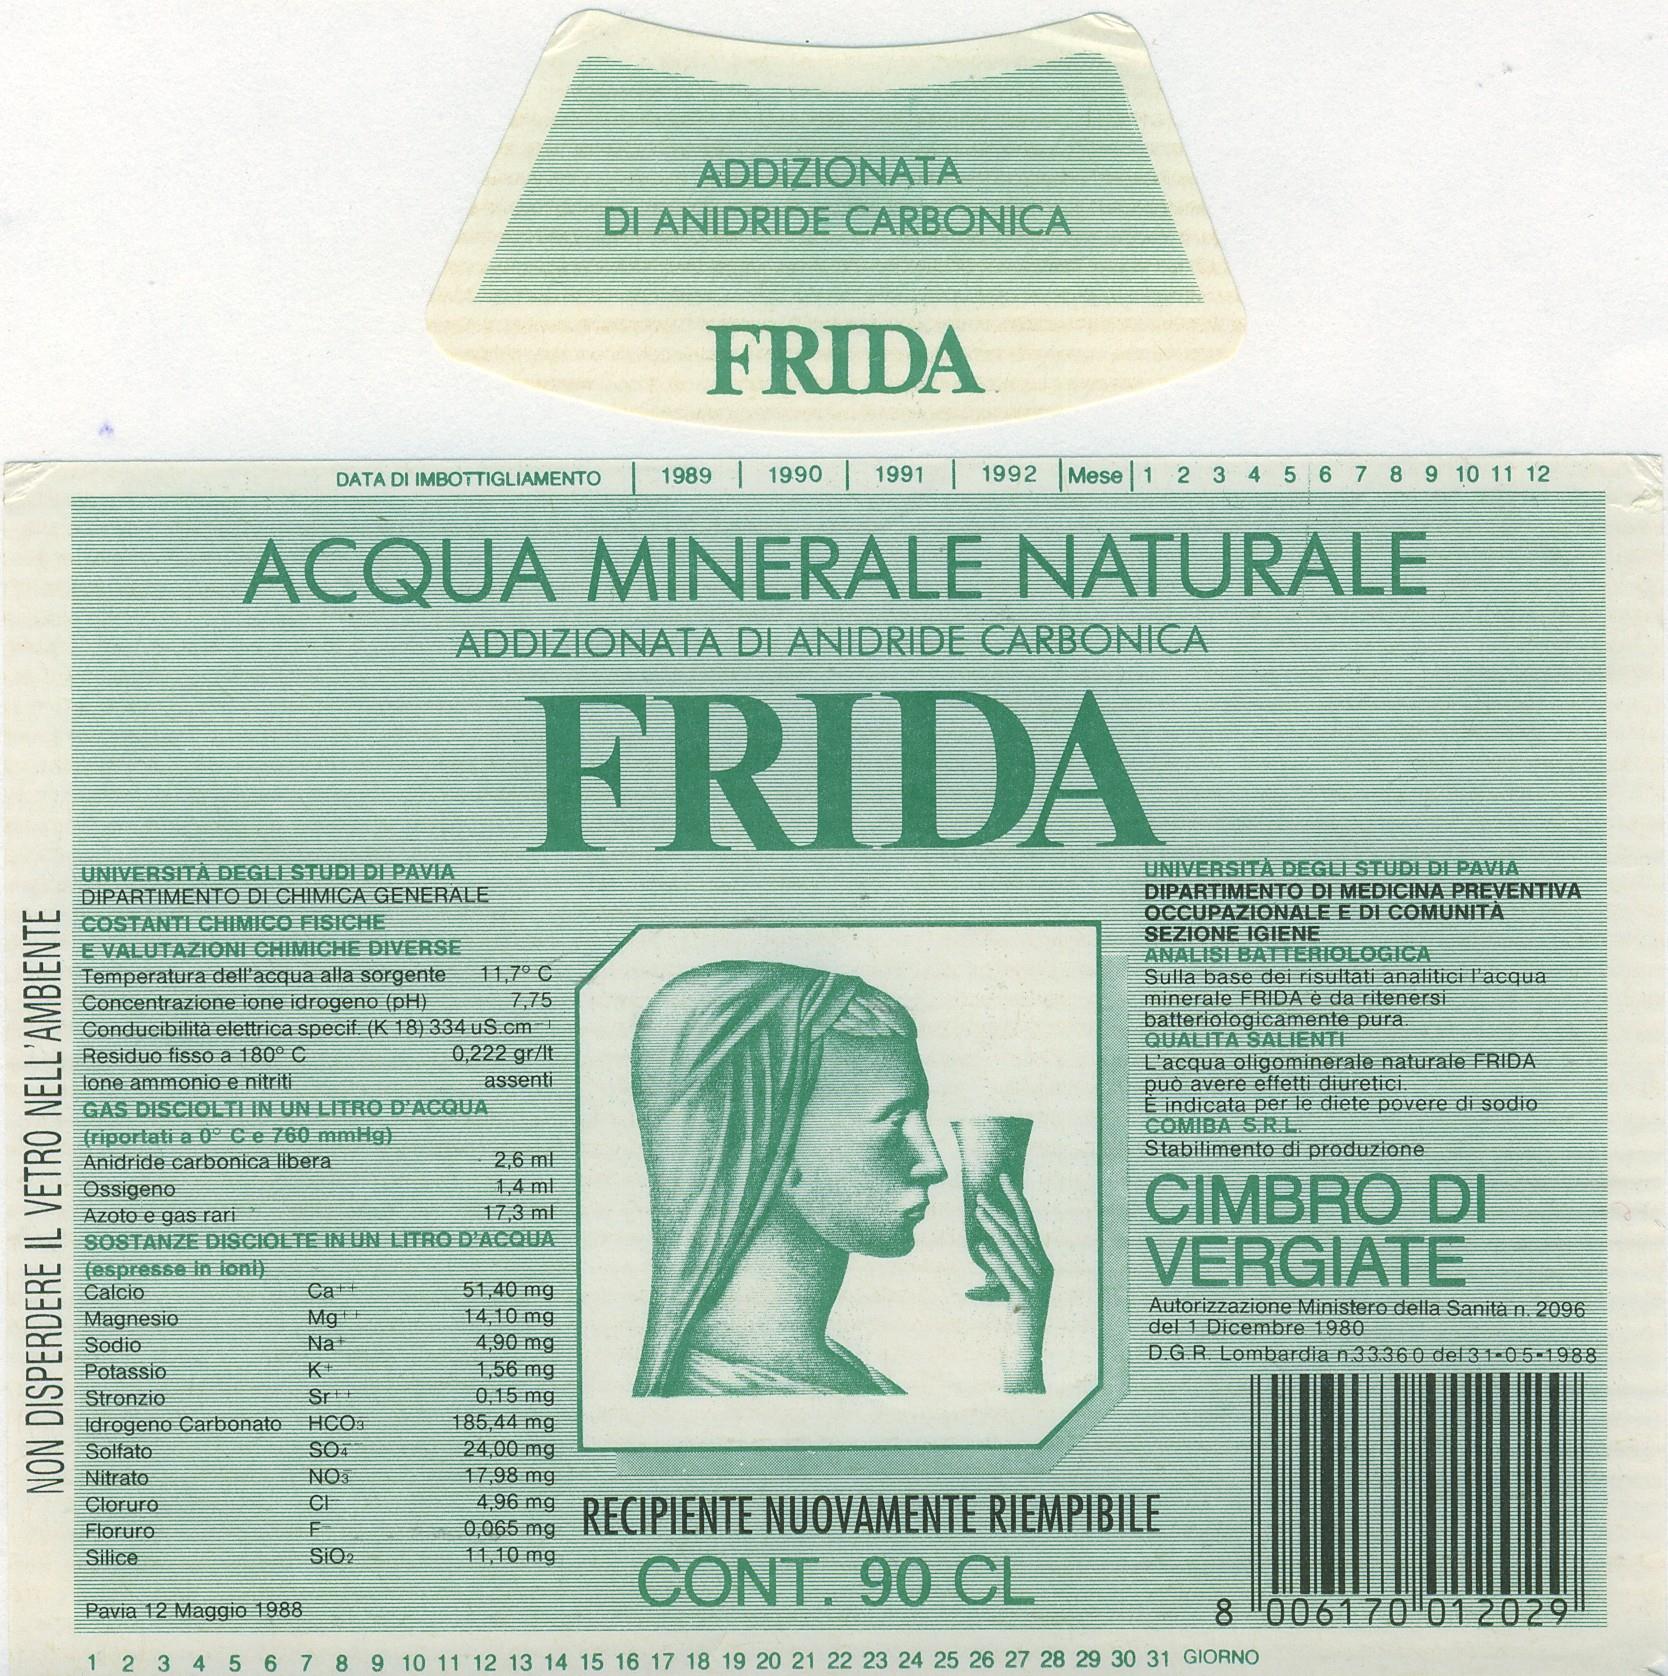 ADDIZIONATA
DI ANIDRIDE CARBONICA
FRIDA
DATA DI IMBOTTIGLIAMENTO | 1989 | 1990 | 1991 | 1992 | Mese | 1 2 3 4 5 6 7 8 9 10 11 12
ACQUA MINERALE NATURALE
ADDIZIONATA DI ANIDRIDE CARBONICA
FRIDA
NON DISPERDERE IL VETRO NELL'AMBIENTE
UNIVERSITÀ DEGLI STUDI DI PAVIA
DIPARTIMENTO DI CHIMICA GENERALE
COSTANTI CHIMICO FISICHE
E VALUTAZIONI CHIMICHE DIVERSE
Temperatura dell'acqua alla sorgente 11,7° C
Concentrazione ione idrogeno (pH) 7,75
Conducibilità elettrica specif. (K 18) 334 uS.cm⁻¹
Residuo fisso a 180° C 0,222 gr/lt
Ione ammonio e nitriti assenti
GAS DISCIOLTI IN UN LITRO D'ACQUA
(riportati a 0° C e 760 mmHg)
Anidride carbonica libera 2,6 ml
Ossigeno 1,4 ml
Azoto e gas rari 17,3 ml
SOSTANZE DISCIOLTE IN UN LITRO D'ACQUA
(espresse in ioni)
Calcio Ca⁺⁺ 51,40 mg
Magnesio Mg⁺⁺ 14,10 mg
Sodio Na⁺ 4,90 mg
Potassio K⁺ 1,56 mg
Stronzio Sr⁺⁺ 0,15 mg
Idrogeno Carbonato HCO₃ 185,44 mg
Solfato SO₄⁻⁻ 24,00 mg
Nitrato NO₃⁻ 17,98 mg
Cloruro Cl⁻ 4,96 mg
Floruro F⁻ 0,065 mg
Silice SiO₂ 11,10 mg
Pavia 12 Maggio 1988
RECIPIENTE NUOVAMENTE RIEMPIBILE
CONT. 90 CL
UNIVERSITÀ DEGLI STUDI DI PAVIA
DIPARTIMENTO DI MEDICINA PREVENTIVA
OCCUPAZIONALE E DI COMUNITÀ
SEZIONE IGIENE
ANALISI BATTERIOLOGICA
Sulla base dei risultati analitici l'acqua
minerale FRIDA è da ritenersi
batteriologicamente pura.
QUALITA SALIENTI
L'acqua oligominerale naturale FRIDA
può avere effetti diuretici.
È indicata per le diete povere di sodio
COMIBA S.R.L.
Stabilimento di produzione
CIMBRO DI
VERGIATE
Autorizzazione Ministero della Sanità n. 2096
del 1 Dicembre 1980
D.G.R. Lombardia n.33360 del 31-05-1988
8 006170 012029
1 2 3 4 5 6 7 8 9 10 11 12 13 14 15 16 17 18 19 20 21 22 23 24 25 26 27 28 29 30 31 GIORNO